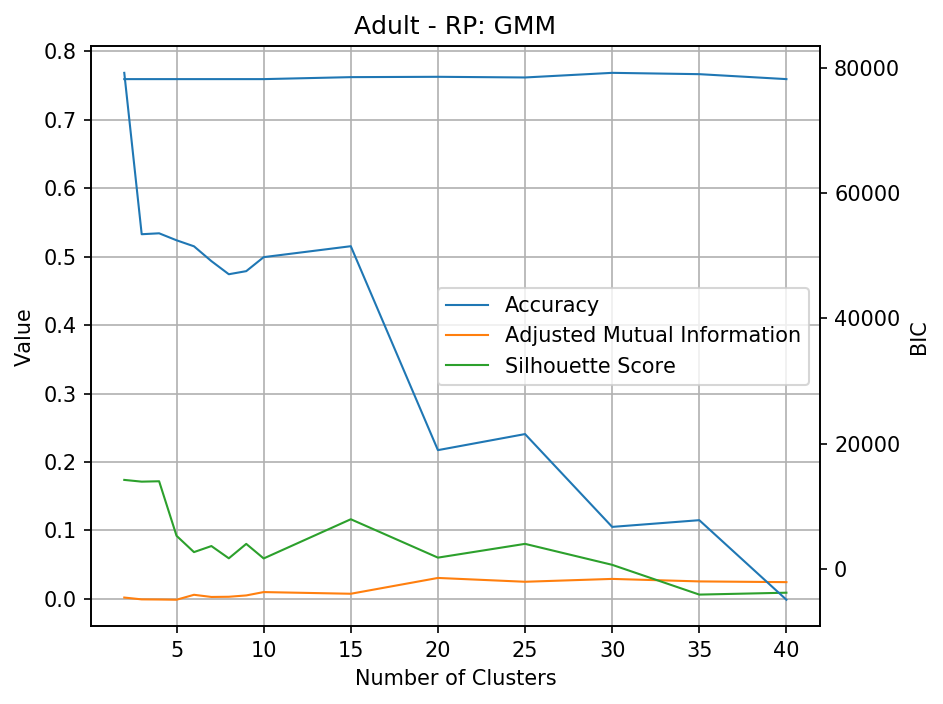 Adult - RP: GMM
0.8
0.7
0.6
0.5
0.4
0.3
0.2
0.1
0.0
Value
80000
60000
40000
20000
0
BIC
Accuracy
Adjusted Mutual Information
Silhouette Score
5 10 15 20 25 30 35 40
Number of Clusters